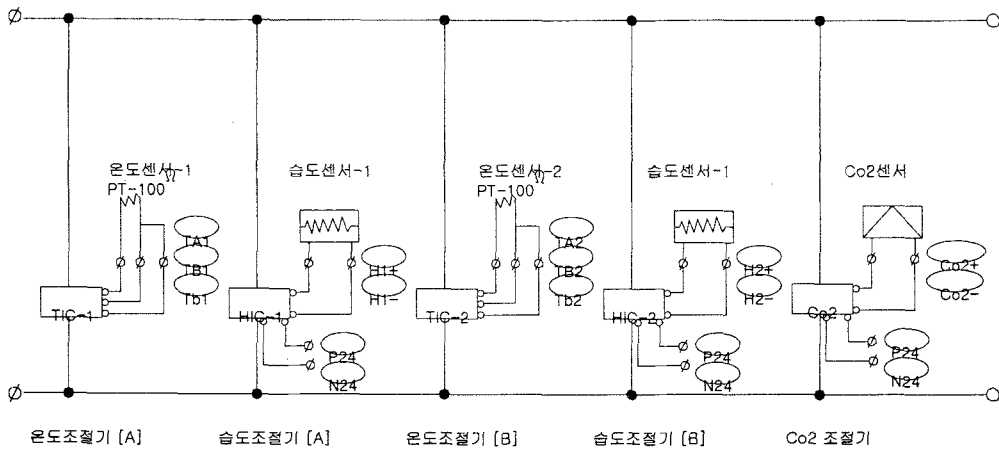 온도센서-1
PT-100
습도센서-1
온도센서-2
PT-100
습도센서-1
Co2센서
TA1
TB1
Tb1
H1+
H1-
TA2
TB2
Tb2
H2+
H2-
Co2+
Co2-
TIC-1
HIC-1
TIC-2
HIC-2
Co2
P24
N24
P24
N24
P24
N24
온도조절기 [A]
습도조절기 [A]
온도조절기 [B]
습도조절기 [B]
Co2 조절기